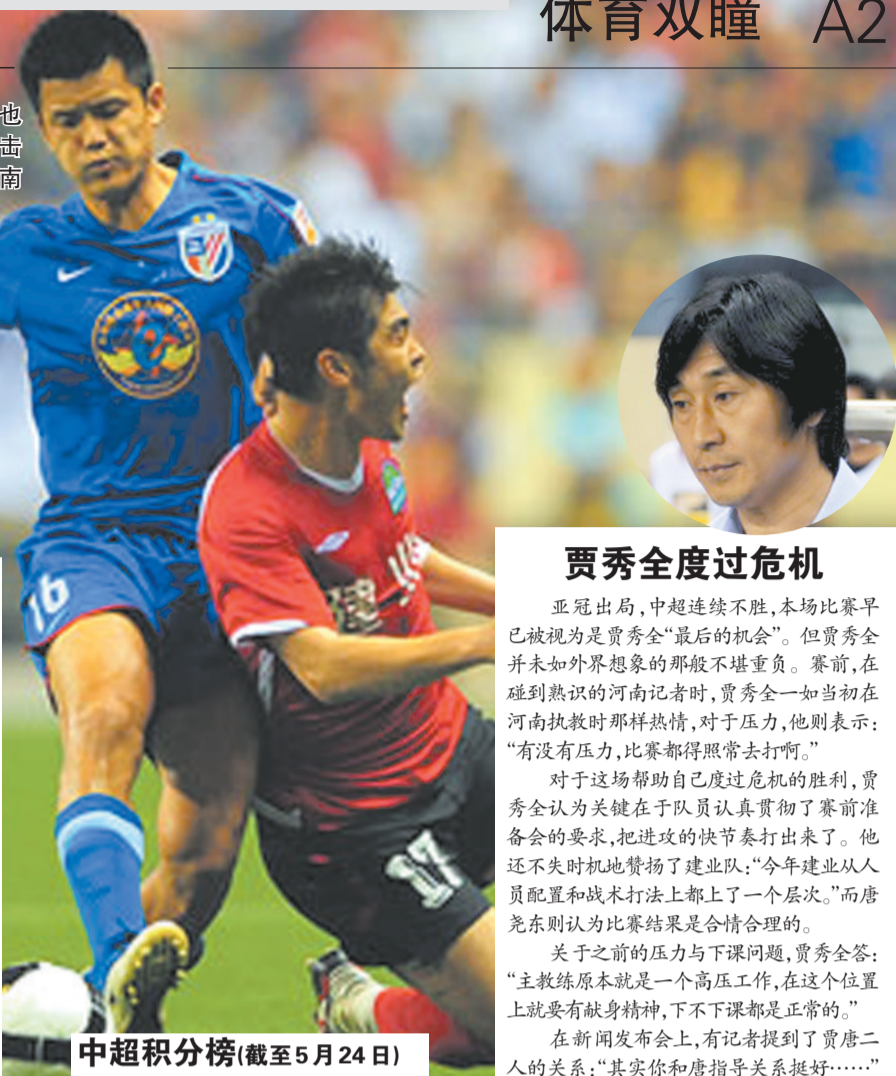 体育双瞳 A2
也
击
南
16
17
贾秀全度过危机
亚冠出局,中超连续不胜,本场比赛早
已被视为是贾秀全“最后的机会”。但贾秀全
并未如外界想象的那般不堪重负。赛前,在
碰到熟识的河南记者时,贾秀全一如当初在
河南执教时那样热情,对于压力,他则表示:
“有没有压力,比赛都得照常去打啊。”
对于这场帮助自己度过危机的胜利,贾
秀全认为关键在于队员认真贯彻了赛前准
备会的要求,把进攻的快节奏打出来了。他
还不失时机地赞扬了建业队:“今年建业从人
员配置和战术打法上都上了一个层次。”而唐
尧东则认为比赛结果是合情合理的。
关于之前的压力与下课问题,贾秀全答:
“主教练原本就是一个高压工作,在这个位置
上就要有献身精神,下不下课都是正常的。”
在新闻发布会上,有记者提到了贾唐二
人的关系:“其实你和唐指导关系挺好……”
中超积分榜(截至5月24日)